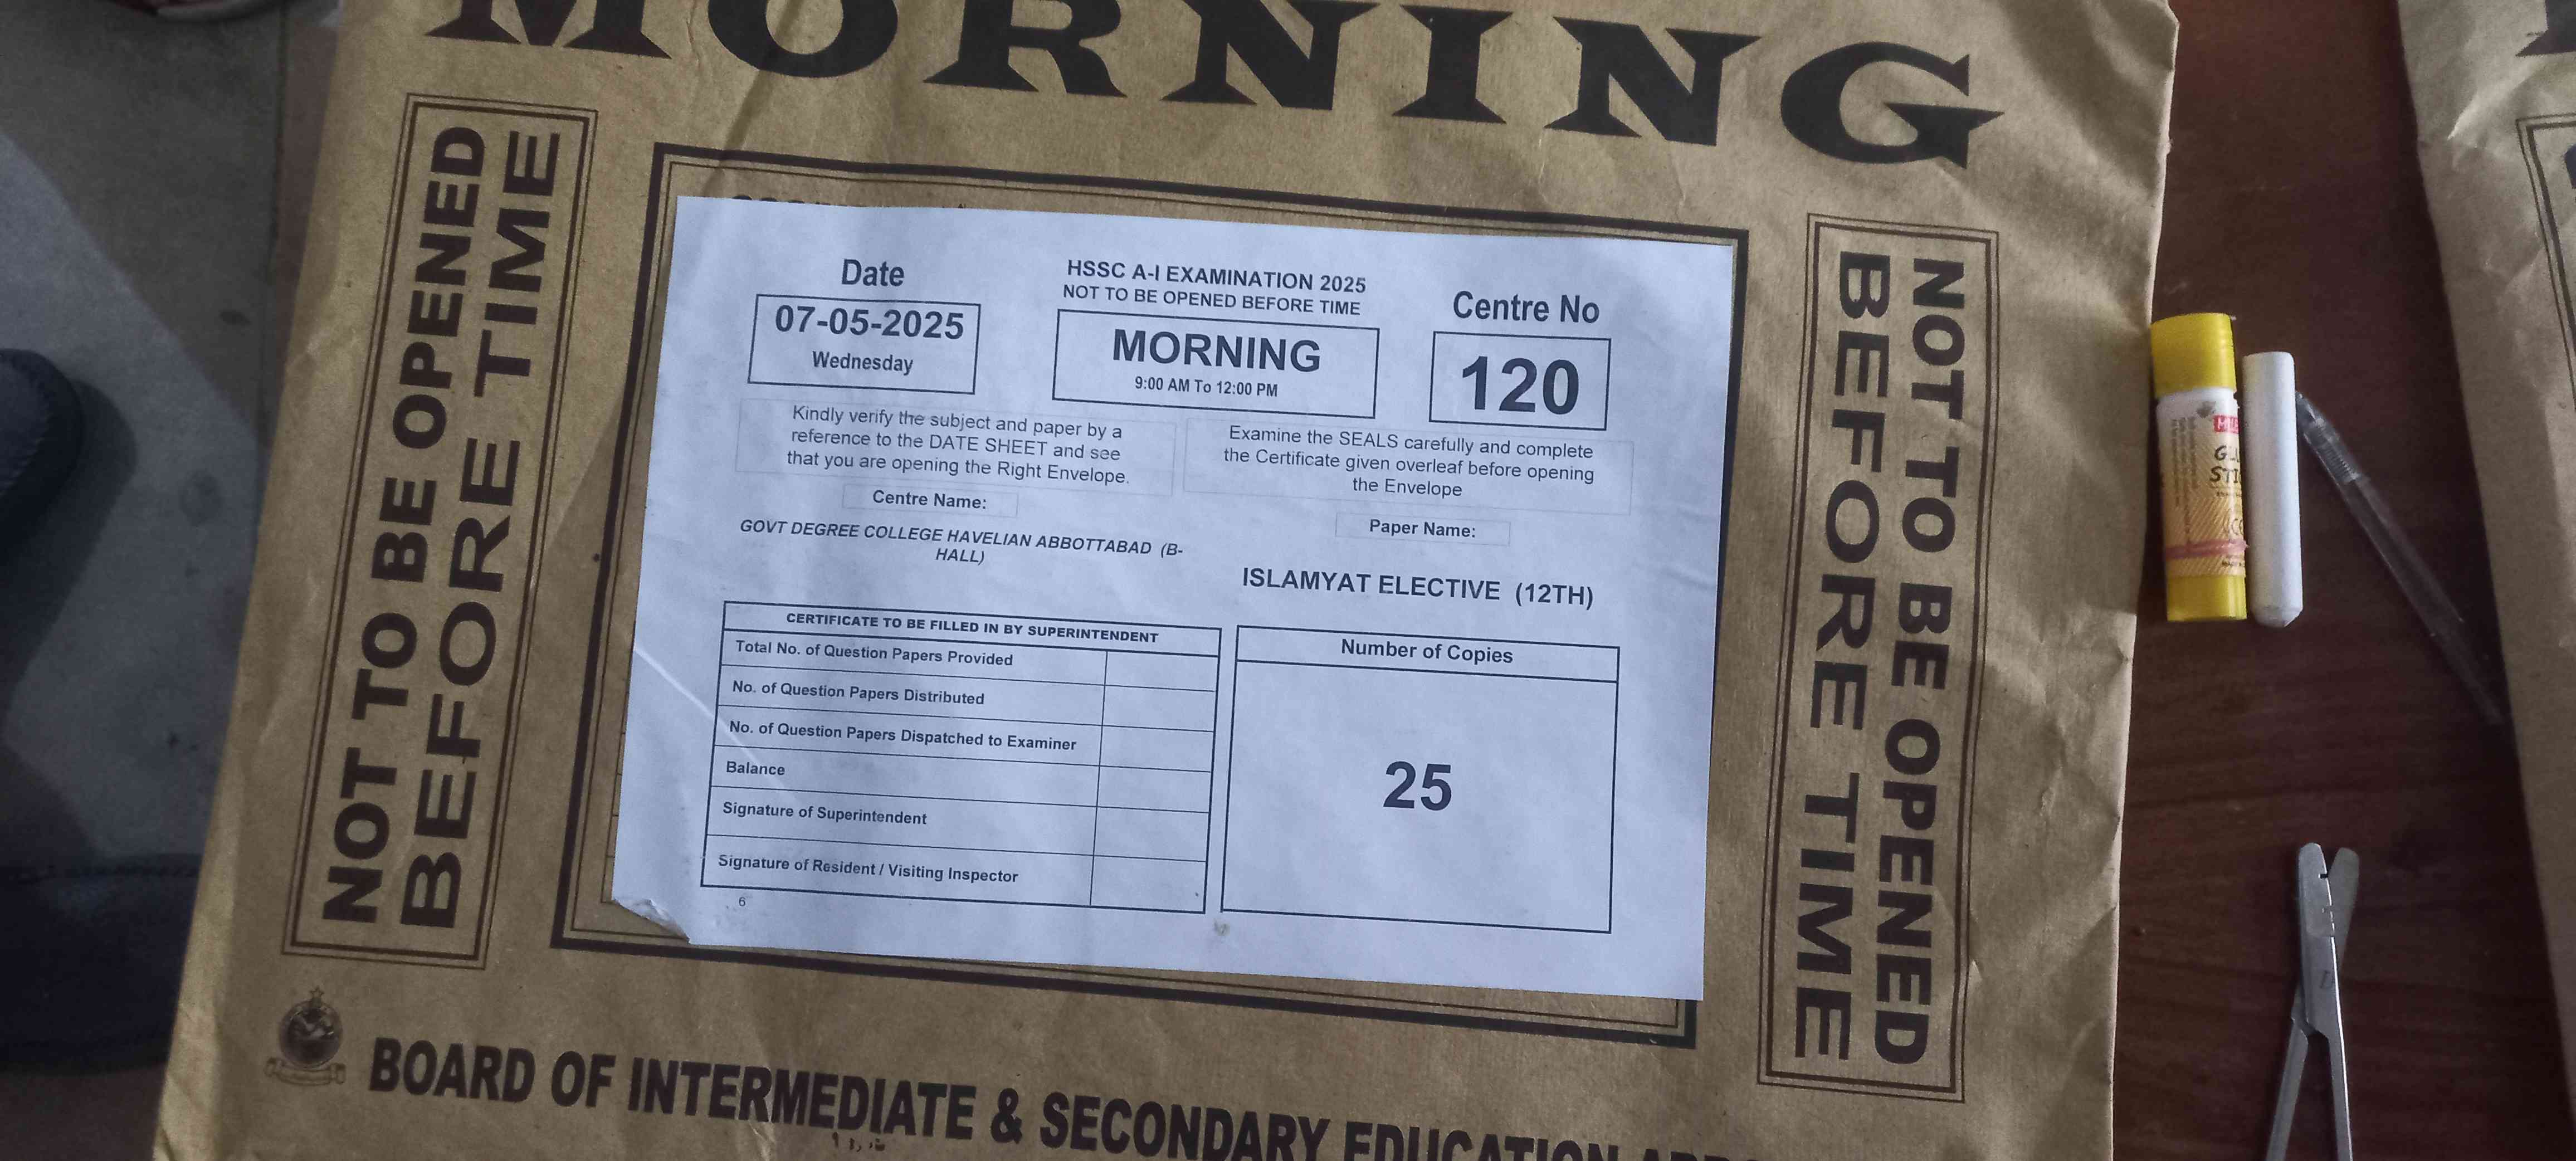 MORNING
NOT TO BE OPENED
BEFORE TIME
Date
07-05-2025
Wednesday
HSSC A-I EXAMINATION 2025
NOT TO BE OPENED BEFORE TIME
MORNING
9:00 AM To 12:00 PM
Centre No
120
Kindly verify the subject and paper by a
reference to the DATE SHEET and see
that you are opening the Right Envelope.
Examine the SEALS carefully and complete
the Certificate given overleaf before opening
the Envelope
Centre Name:
GOVT DEGREE COLLEGE HAVELIAN ABBOTTABAD (B-
HALL)
Paper Name:
ISLAMYAT ELECTIVE (12TH)
CERTIFICATE TO BE FILLED IN BY SUPERINTENDENT
Total No. of Question Papers Provided
No. of Question Papers Distributed
No. of Question Papers Dispatched to Examiner
Balance
Signature of Superintendent
Signature of Resident / Visiting Inspector
6
Number of Copies
25
NOT TO BE OPENED
BEFORE TIME
BOARD OF INTERMEDIATE & SECONDARY EDUCATION